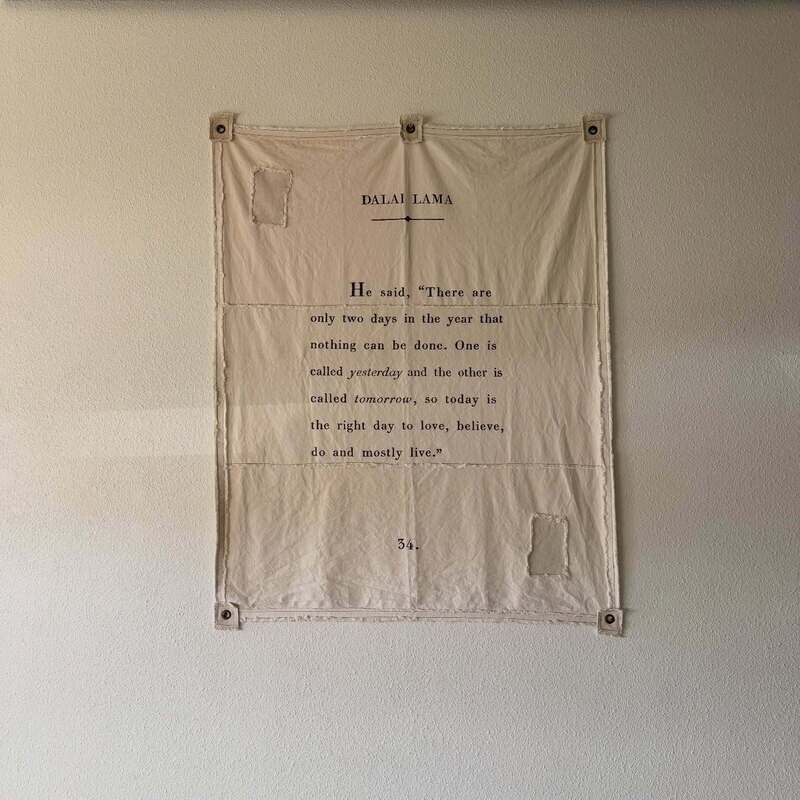 DALAI LAMA
He said, “There are
only two days in the year that
nothing can be done. One is
called yesterday and the other is
called tomorrow, so today is
the right day to love, believe,
do and mostly live.”
34.